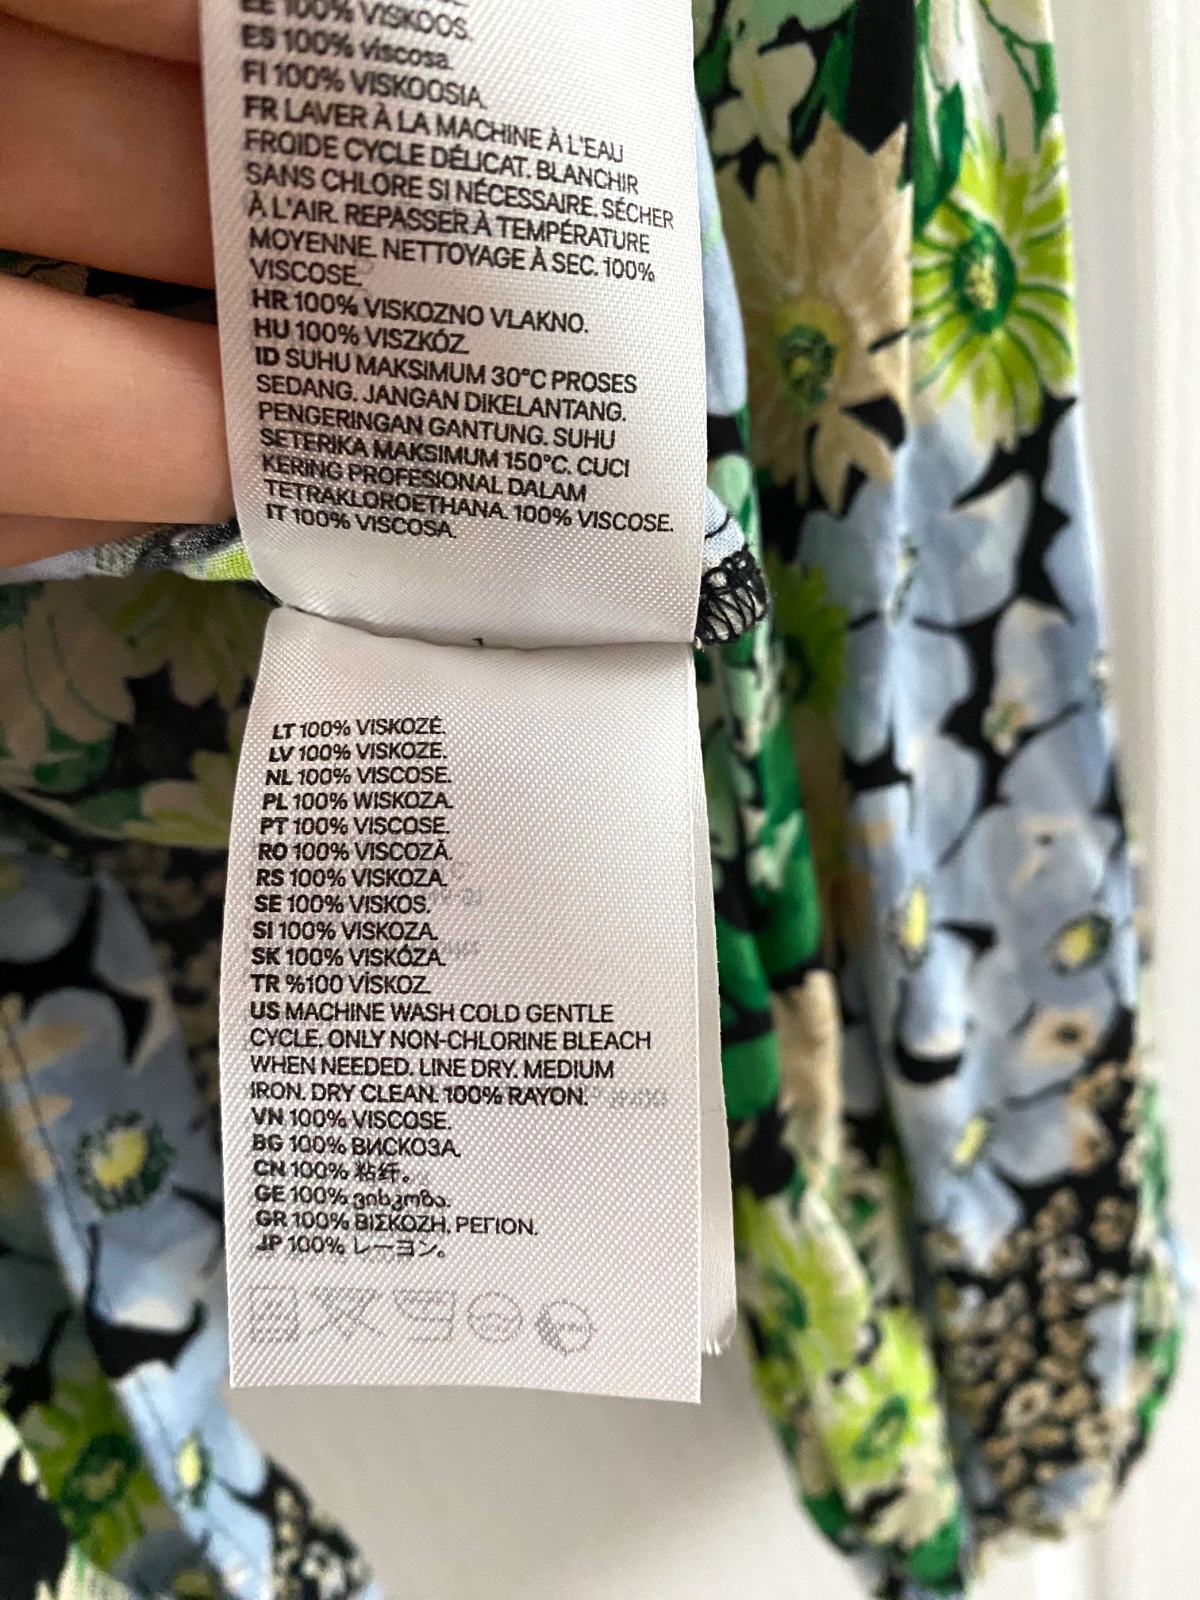 EE 100% VISKOOS.
ES 100% viscosa.
FI 100% VISKOOSIA.
FR LAVER À LA MACHINE À L'EAU
FROIDE CYCLE DÉLICAT. BLANCHIR
SANS CHLORE SI NÉCESSAIRE. SÉCHER
À L'AIR. REPASSER À TEMPÉRATURE
MOYENNE. NETTOYAGE À SEC. 100%
VISCOSE.
HR 100% VISKOZNO VLAKNO.
HU 100% VISZKÓZ.
ID SUHU MAKSIMUM 30°C PROSES
SEDANG. JANGAN DIKELANTANG.
PENGERINGAN GANTUNG. SUHU
SETERIKA MAKSIMUM 150°C. CUCI
KERING PROFESIONAL DALAM
TETRAKLOROETHANA. 100% VISCOSE.
IT 100% VISCOSA.
LT 100% VISKOZĖ.
LV 100% VISKOZE.
NL 100% VISCOSE.
PL 100% WISKOZA.
PT 100% VISCOSE.
RO 100% VISCOZĂ.
RS 100% VISKOZA.
SE 100% VISKOS.
SI 100% VISKOZA.
SK 100% VISKÓZA.
TR %100 VİSKOZ.
US MACHINE WASH COLD GENTLE
CYCLE. ONLY NON-CHLORINE BLEACH
WHEN NEEDED. LINE DRY. MEDIUM
IRON. DRY CLEAN. 100% RAYON.
VN 100% VISCOSE.
BG 100% ВИСКОЗА.
CN 100% 粘纤。
GE 100% ვისკოზა.
GR 100% ΒΙΣΚΟΖΗ, ΡΕΓΙΟΝ.
JP 100% レーヨン。